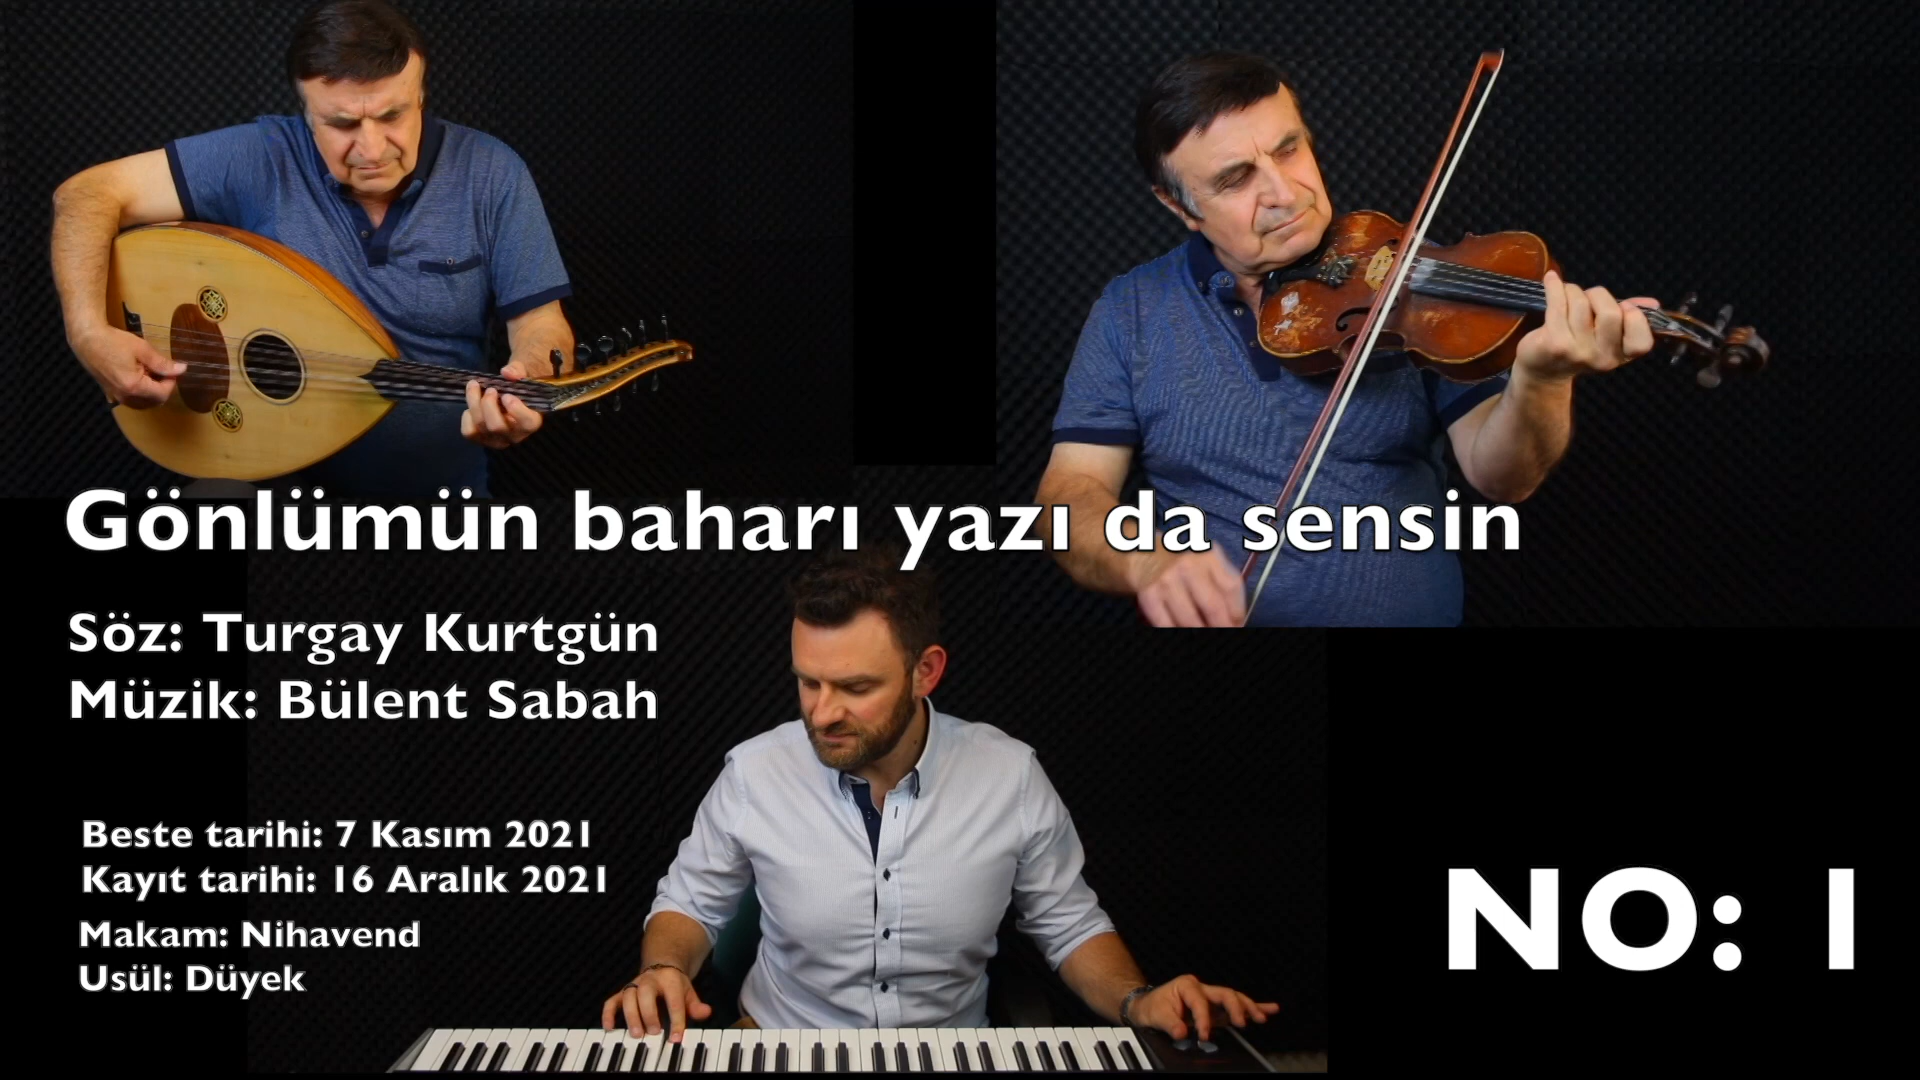 Gönlümün baharı yazı da sensin
Söz: Turgay Kurtgün
Müzik: Bülent Sabah
Beste tarihi: 7 Kasım 2021
Kayıt tarihi: 16 Aralık 2021
Makam: Nihavend
Usül: Düyek
NO: 1